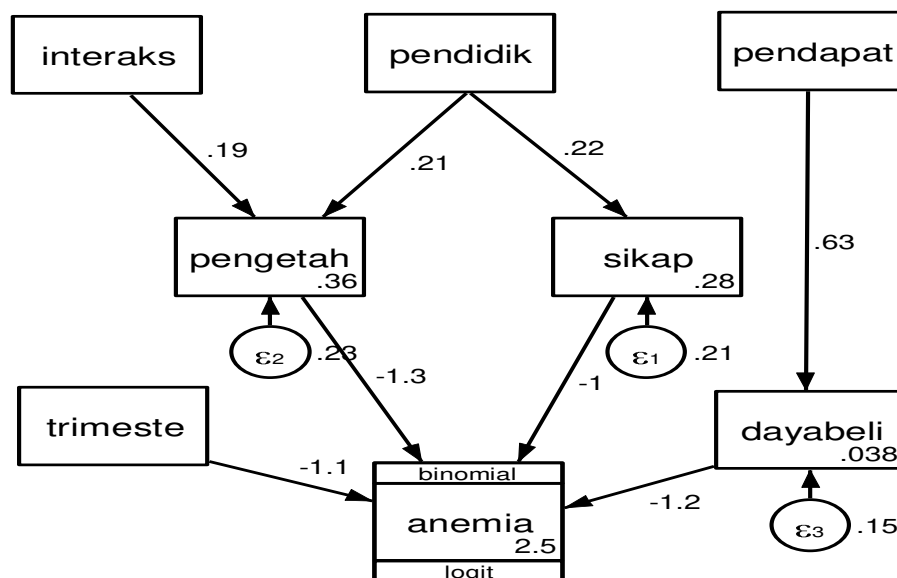 interaks
pendidik
pendapat
.19
.21
.22
.63
pengetah
.36
sikap
.28
ε2
.23
ε1
.21
-1.3
-1
trimeste
dayabeli
.038
-1.1
binomial
-1.2
anemia
2.5
ε3
.15
logit